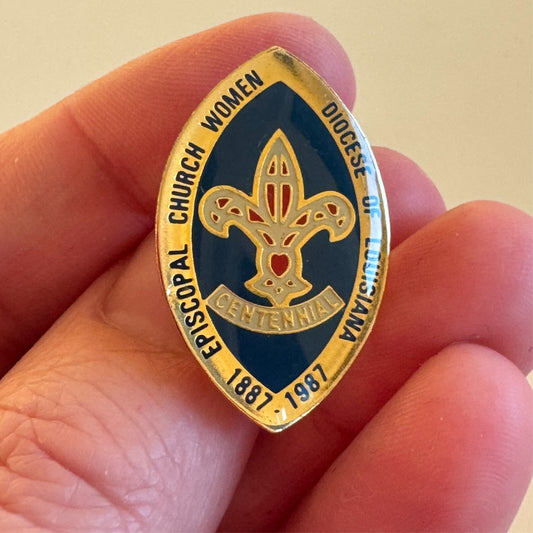 EPISCOPAL CHURCH WOMEN
DIOCESE OF LOUISIANA
CENTENNIAL
1887-1987